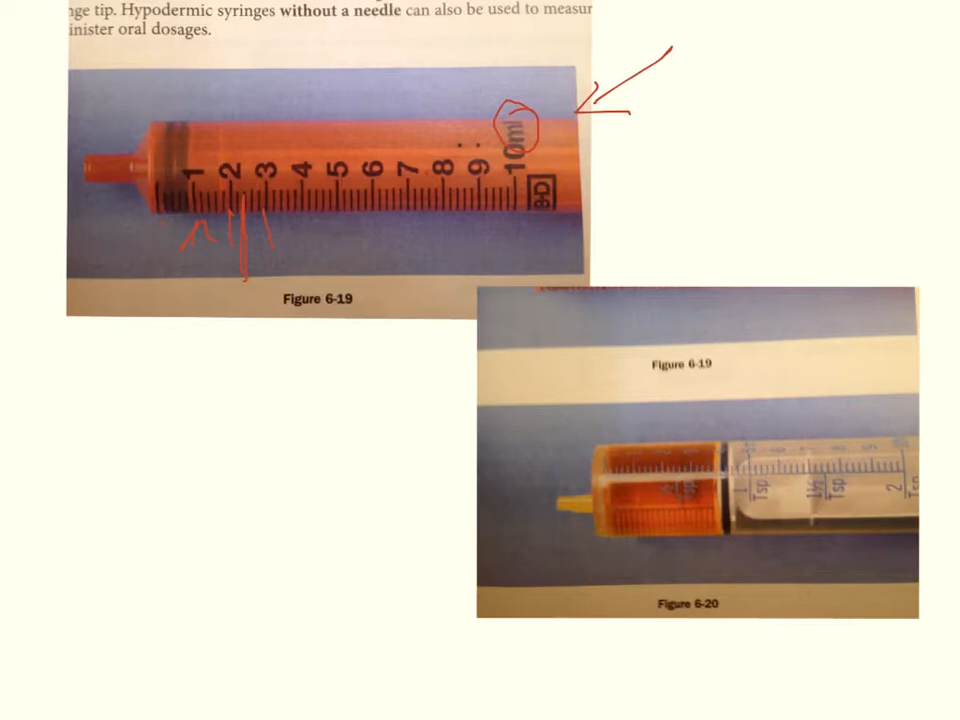 nge tip. Hypodermic syringes without a needle can also be used to measur
inister oral dosages.
1 2 3 4 5 6 7 8 9 10ml
B-D
Figure 6-19
Figure 6-19
1 Tsp 1½ Tsp 2 Tsp
Figure 6-20